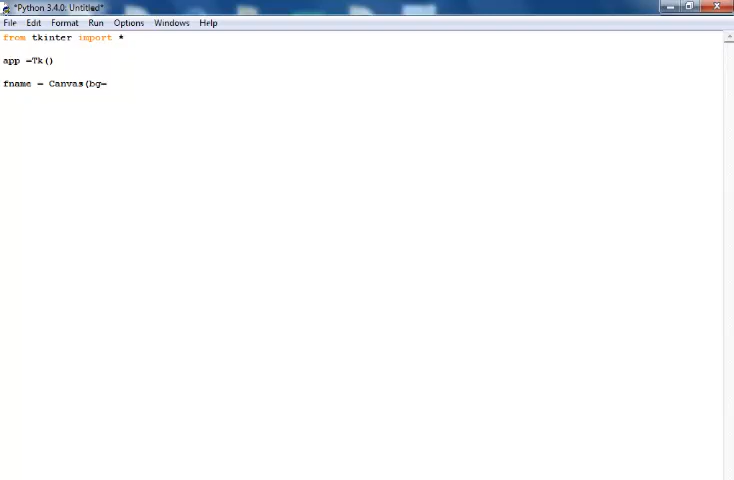 *Python 3.4.0: Untitled*
File Edit Format Run Options Windows Help
from tkinter import *
app =Tk()
fname = Canvas(bg=